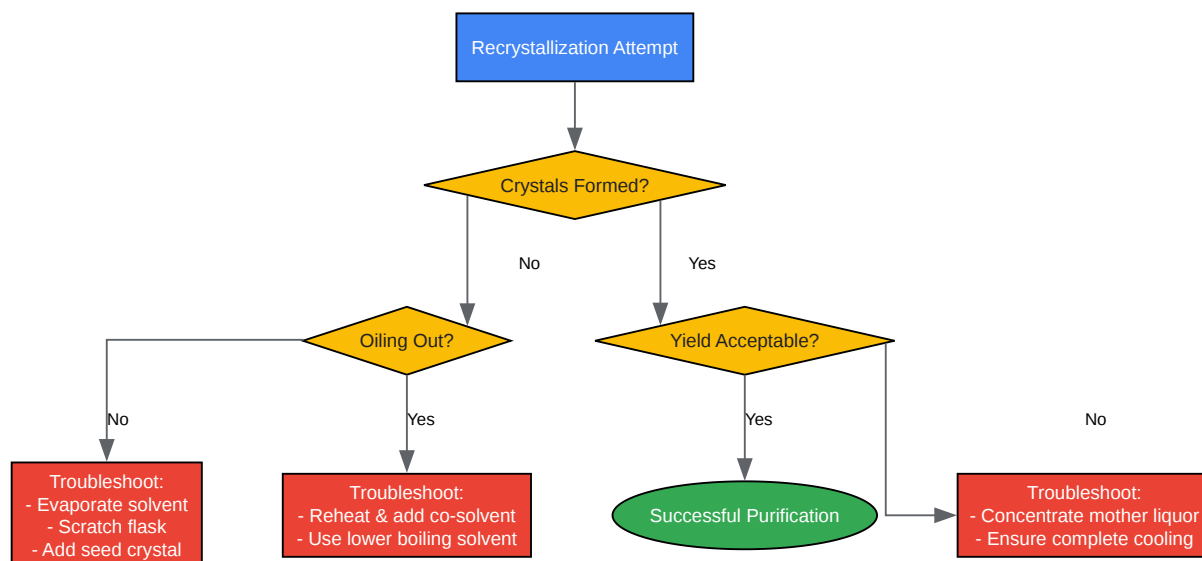 Recrystallization Attempt
Crystals Formed?
No
Yes
Oiling Out?
Yield Acceptable?
No
Yes
Yes
No
Troubleshoot:
- Evaporate solvent
- Scratch flask
- Add seed crystal
Troubleshoot:
- Reheat & add co-solvent
- Use lower boiling solvent
Successful Purification
Troubleshoot:
- Concentrate mother liquor
- Ensure complete cooling